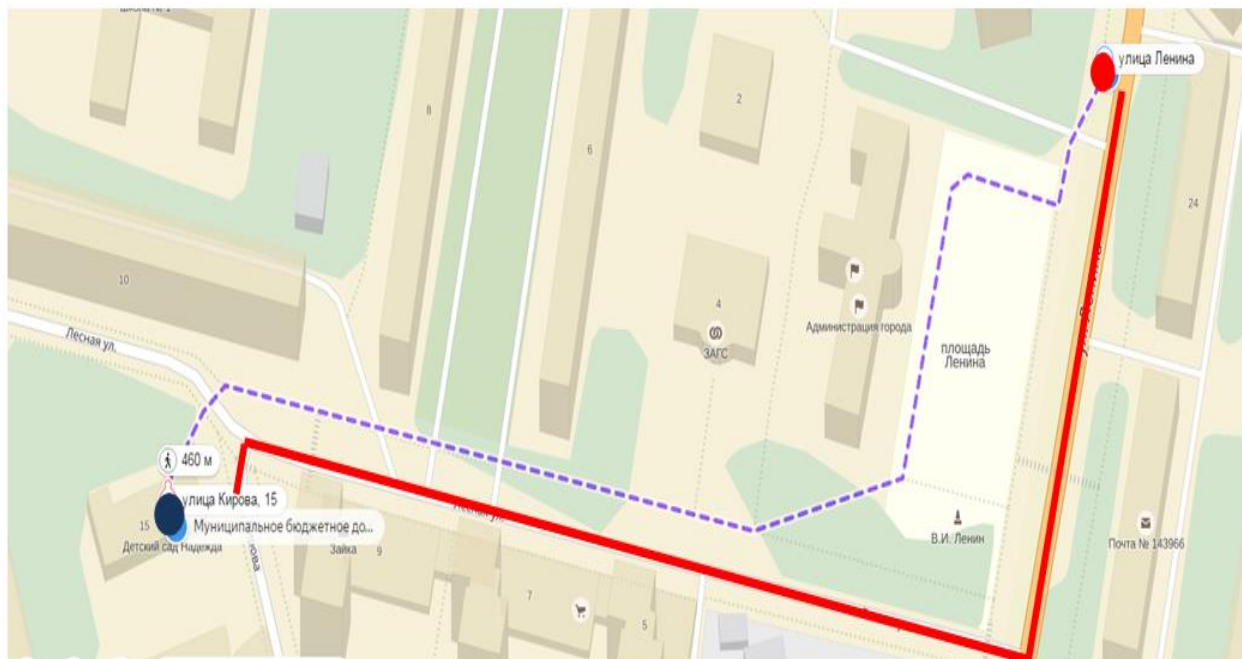 улица Ленина
2
8
6
24
10
4
ЗАГС
Администрация города
площадь
Ленина
Лесная ул.
460 м
улица Кирова, 15
Муниципальное бюджетное до...
15
Детский сад Надежда
Зайка
9
7
5
В.И. Ленин
Почта № 143966